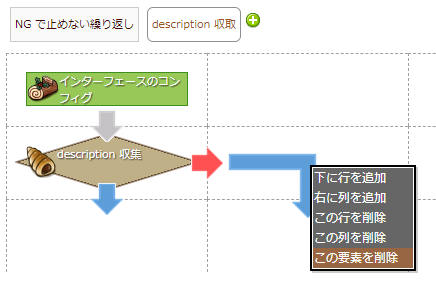 NG で止めない繰り返し
description 収取
インターフェースのコン
フィグ
description 収集
下に行を追加
右に列を追加
この行を削除
この列を削除
この要素を削除